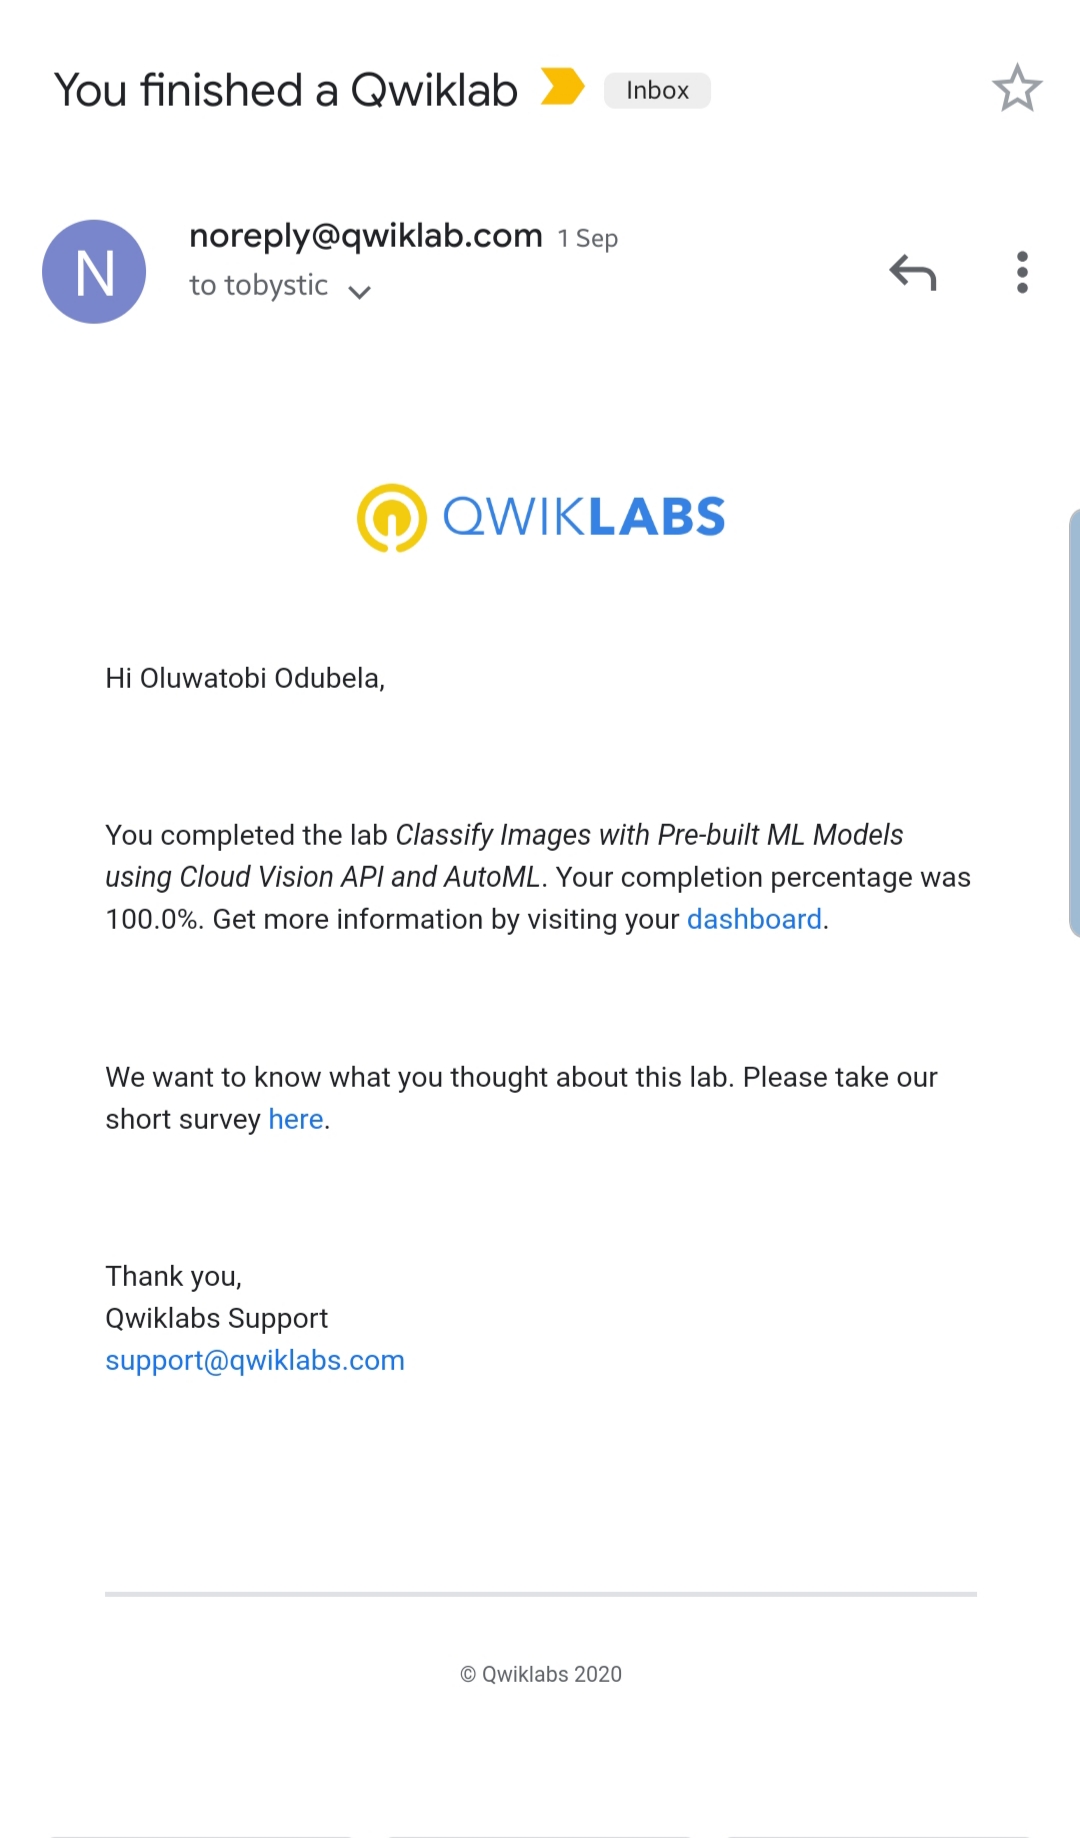 You finished a Qwiklab Inbox
N
noreply@qwiklab.com 1 Sep
to tobystic
QWIKLABS
Hi Oluwatobi Odubela,
You completed the lab Classify Images with Pre-built ML Models
using Cloud Vision API and AutoML. Your completion percentage was
100.0%. Get more information by visiting your dashboard.
We want to know what you thought about this lab. Please take our
short survey here.
Thank you,
Qwiklabs Support
support@qwiklabs.com
© Qwiklabs 2020